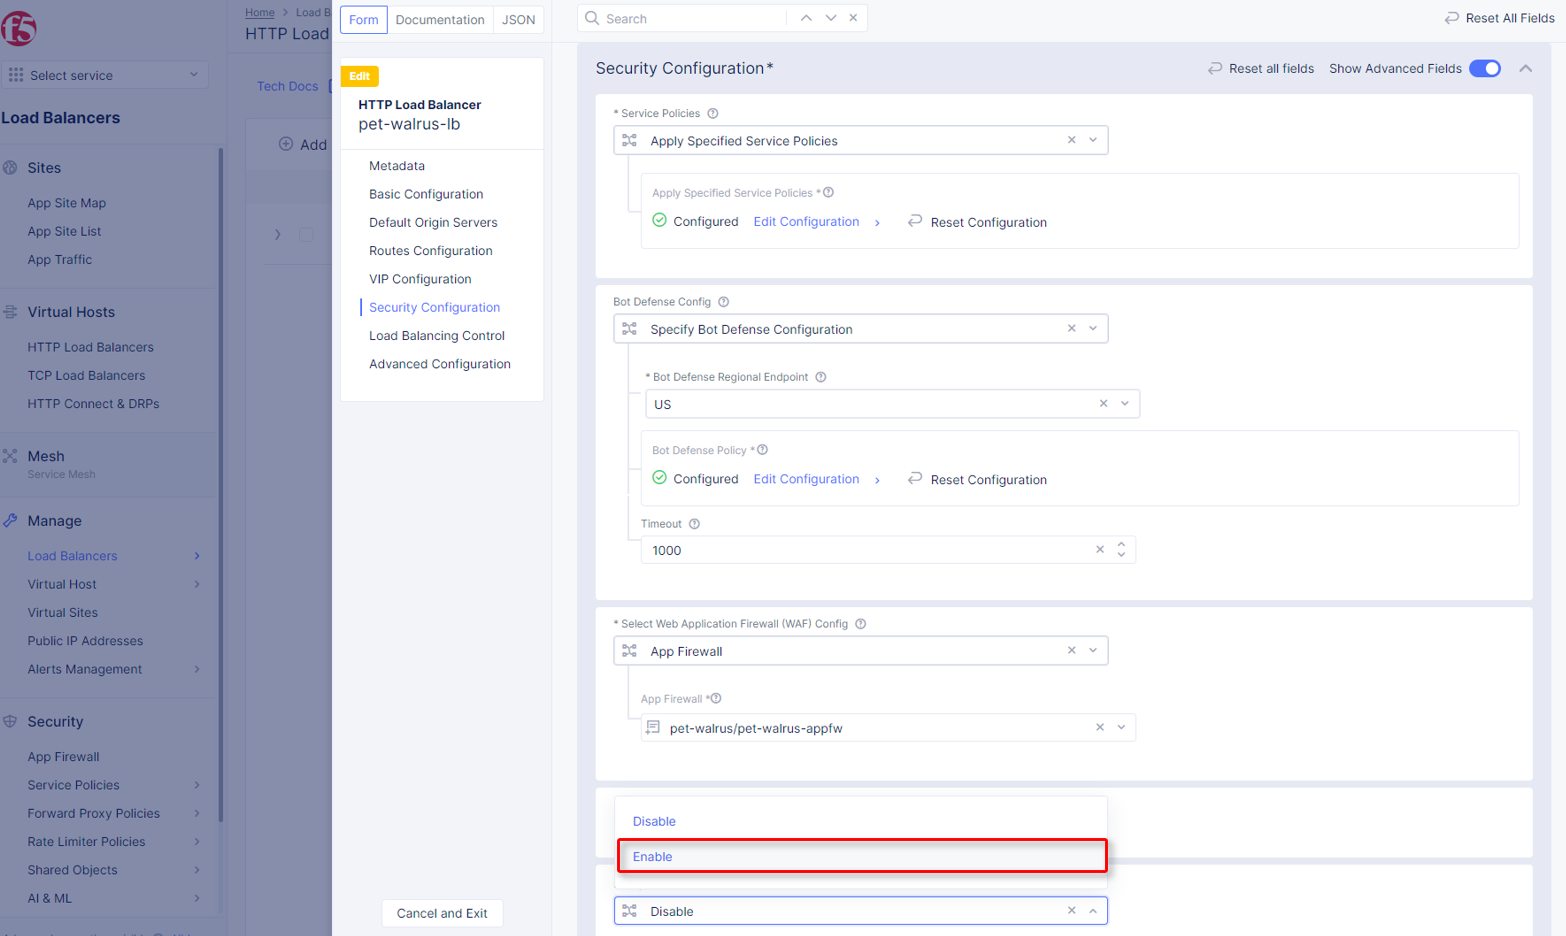 f5
Select service
Load Balancers
Sites
App Site Map
App Site List
App Traffic
Virtual Hosts
HTTP Load Balancers
TCP Load Balancers
HTTP Connect & DRPs
Mesh
Service Mesh
Manage
Load Balancers
Virtual Host
Virtual Sites
Public IP Addresses
Alerts Management
Security
App Firewall
Service Policies
Forward Proxy Policies
Rate Limiter Policies
Shared Objects
AI & ML
Home > Load B
HTTP Load
Tech Docs
Add
Form Documentation JSON
Edit
HTTP Load Balancer
pet-walrus-lb
Metadata
Basic Configuration
Default Origin Servers
Routes Configuration
VIP Configuration
Security Configuration
Load Balancing Control
Advanced Configuration
Cancel and Exit
Search
Reset All Fields
Security Configuration*
Reset all fields Show Advanced Fields
* Service Policies
Apply Specified Service Policies
Apply Specified Service Policies *
Configured Edit Configuration > Reset Configuration
Bot Defense Config
Specify Bot Defense Configuration
* Bot Defense Regional Endpoint
US
Bot Defense Policy *
Configured Edit Configuration > Reset Configuration
Timeout
1000
* Select Web Application Firewall (WAF) Config
App Firewall
App Firewall *
pet-walrus/pet-walrus-appfw
Disable
Enable
Disable